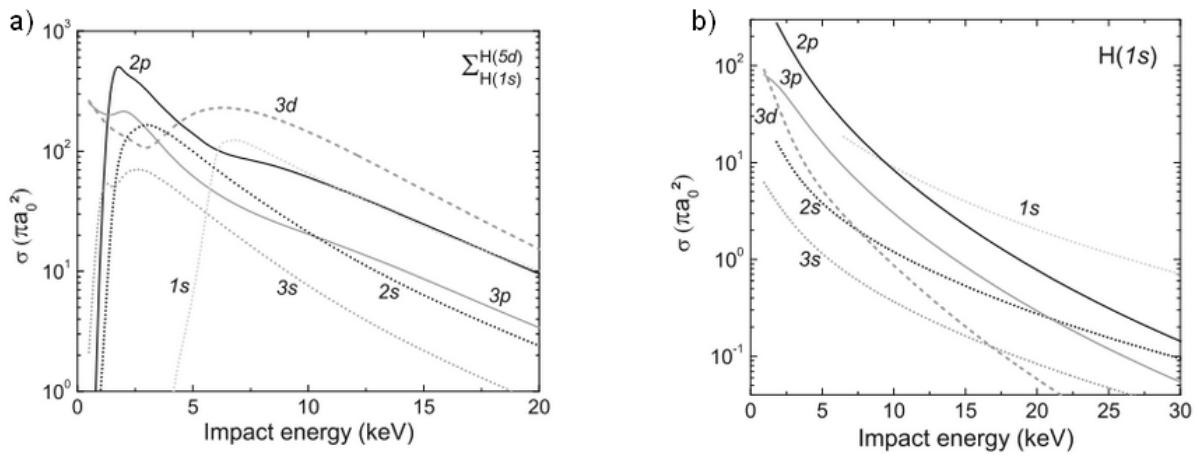 a)
σ (πa₀²)
10³
10²
10¹
10⁰
2p
3d
1s
3s
2s
3p
∑ H(5d) H(1s)
0 5 10 15 20
Impact energy (keV)
b)
σ (πa₀²)
10²
10¹
10⁰
10⁻¹
2p
H(1s)
3p
3d
1s
2s
3s
0 5 10 15 20 25 30
Impact energy (keV)